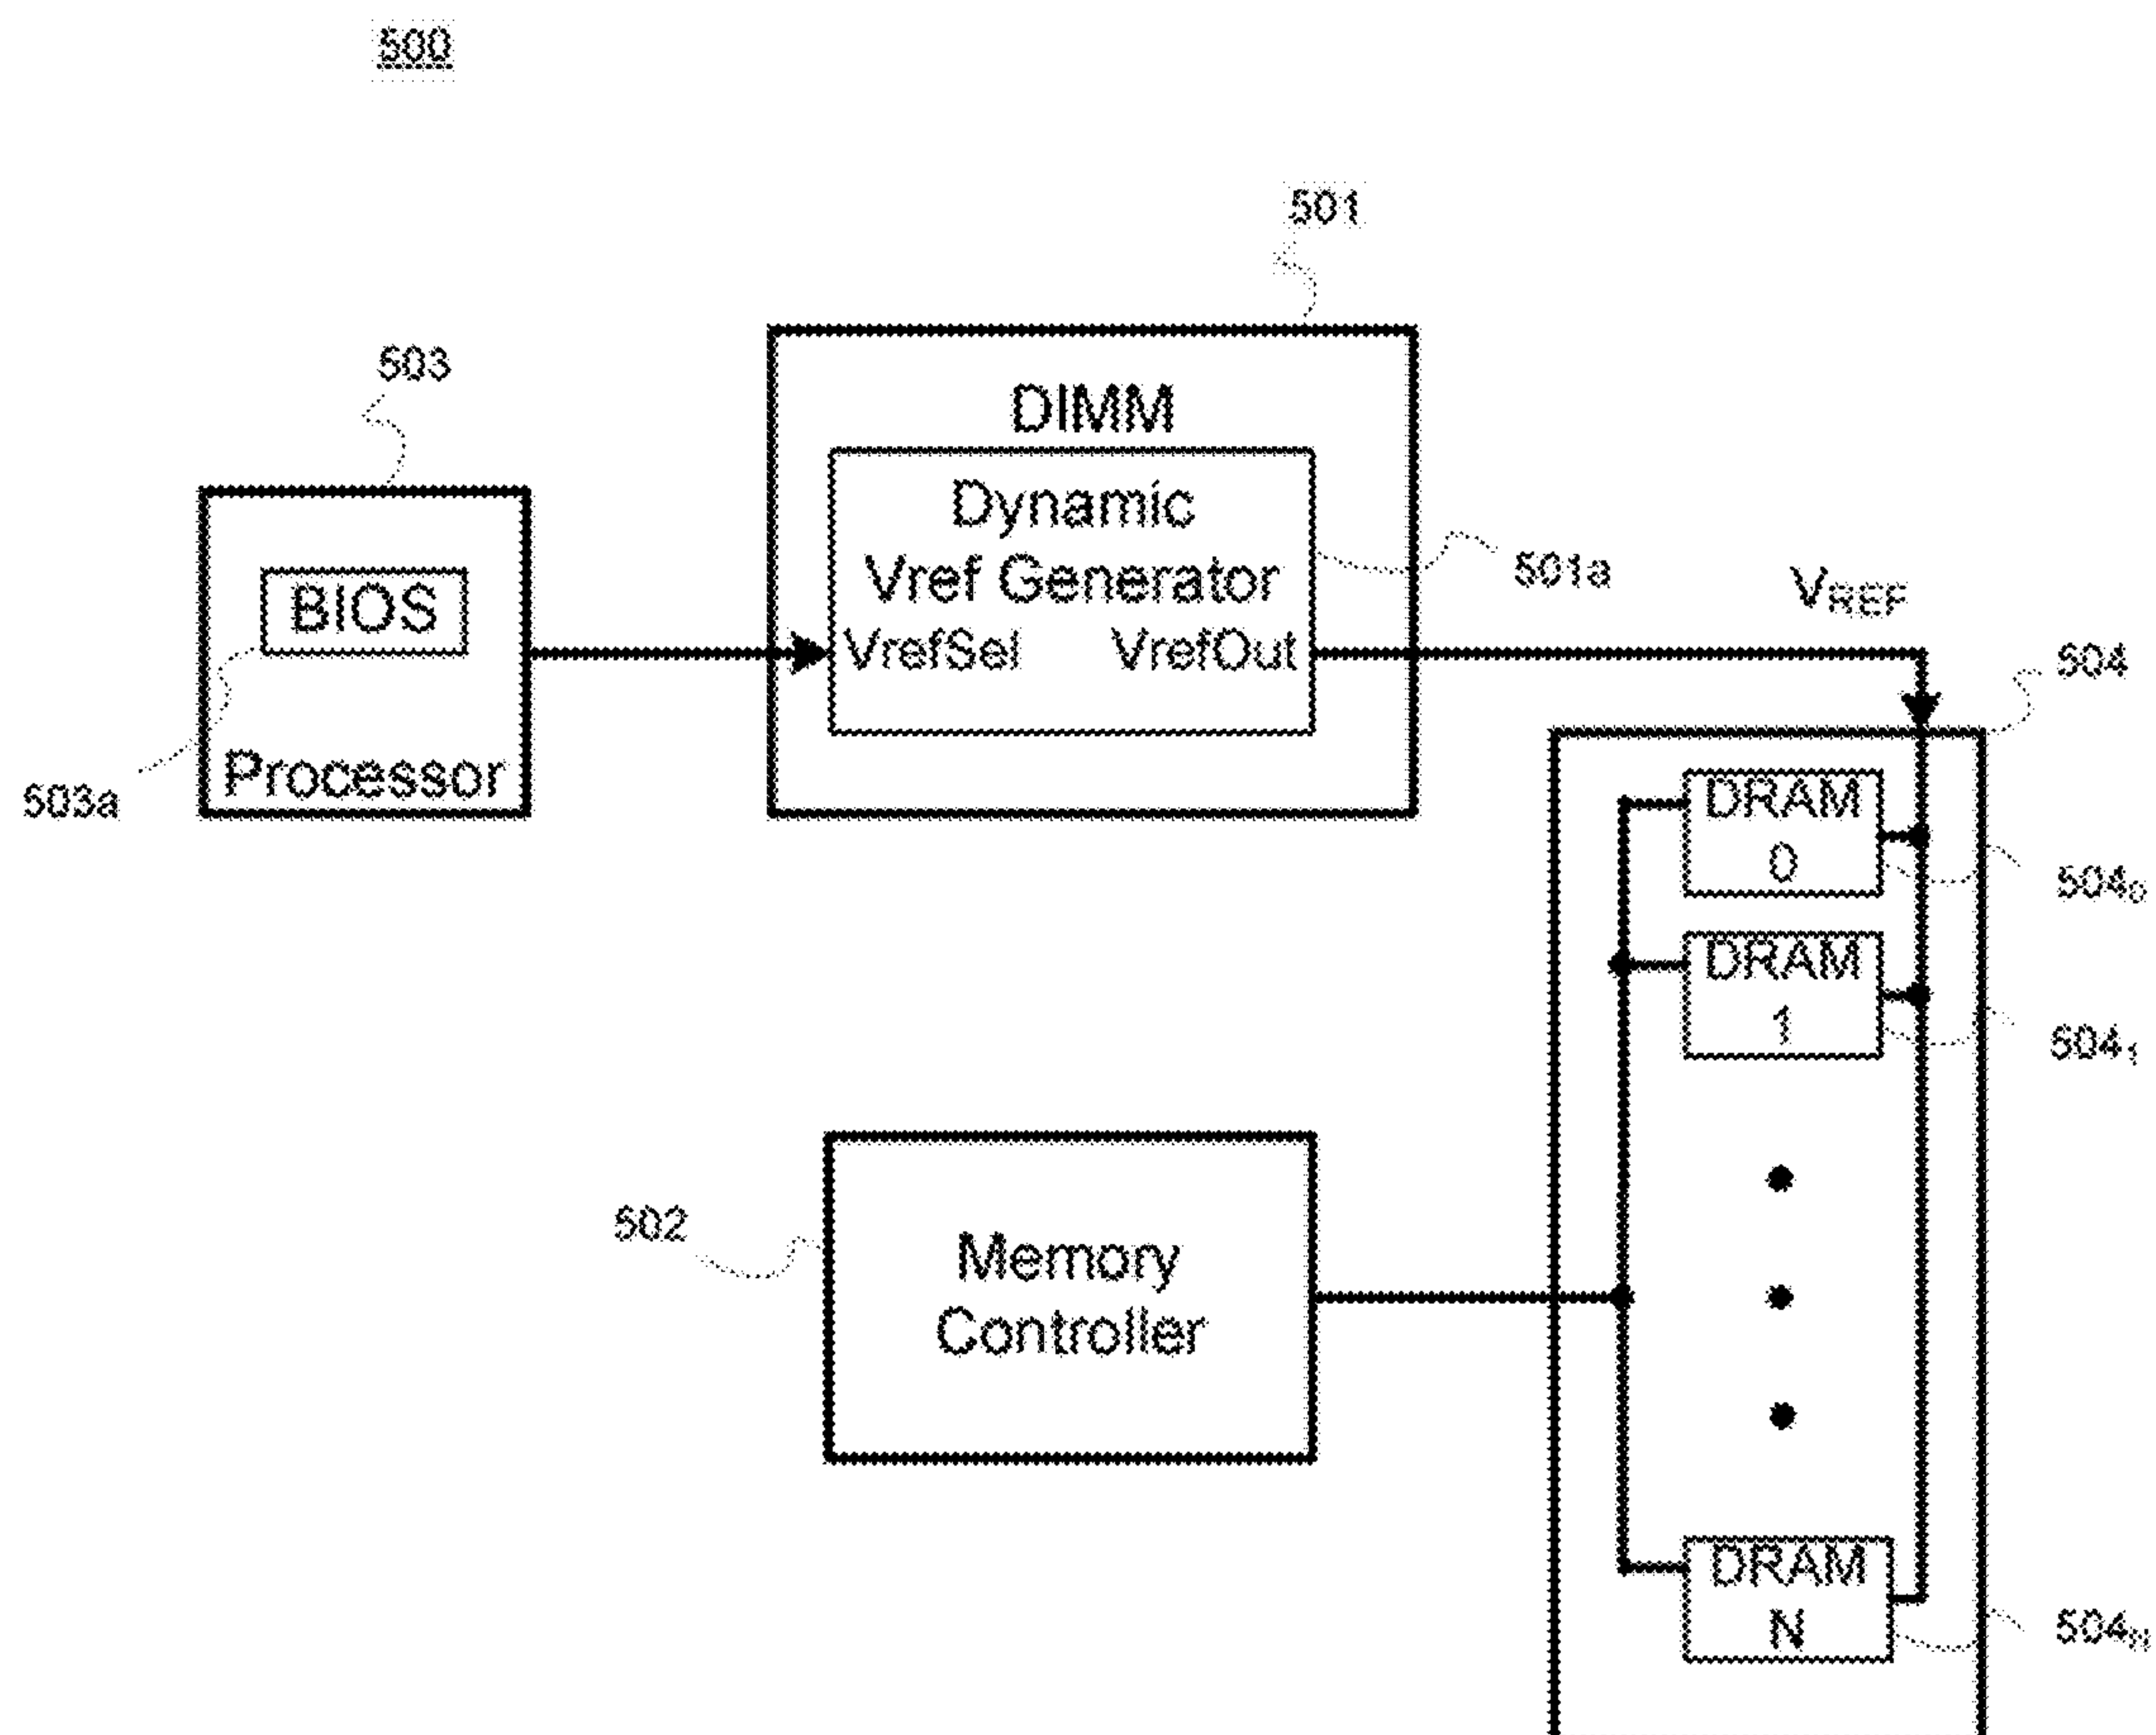 500
501
503
DIMM
Dynamic
Vref Generator
VrefSel VrefOut
501a
VREF
BIOS
Processor
503a
504
DRAM
0
5040
DRAM
1
5041
502
Memory
Controller
DRAM
N
504N